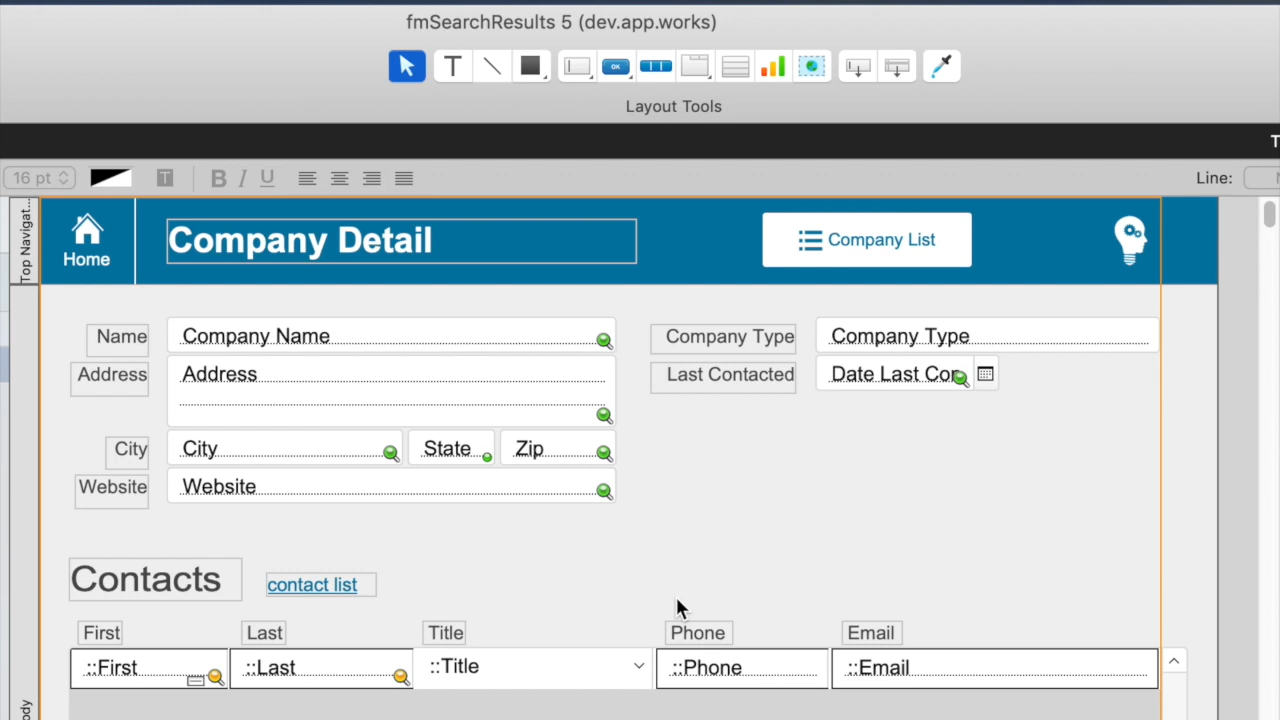 fmSearchResults 5 (dev.app.works)
T
OK
Layout Tools
T
16 pt
T
B I U
Line:
Top Navigat...
Home
Company Detail
Company List
Name
Company Name
Company Type
Company Type
Address
Address
Last Contacted
Date Last Con
City
City
State
Zip
Website
Website
Contacts
contact list
First
Last
Title
Phone
Email
::First
::Last
::Title
::Phone
::Email
ody